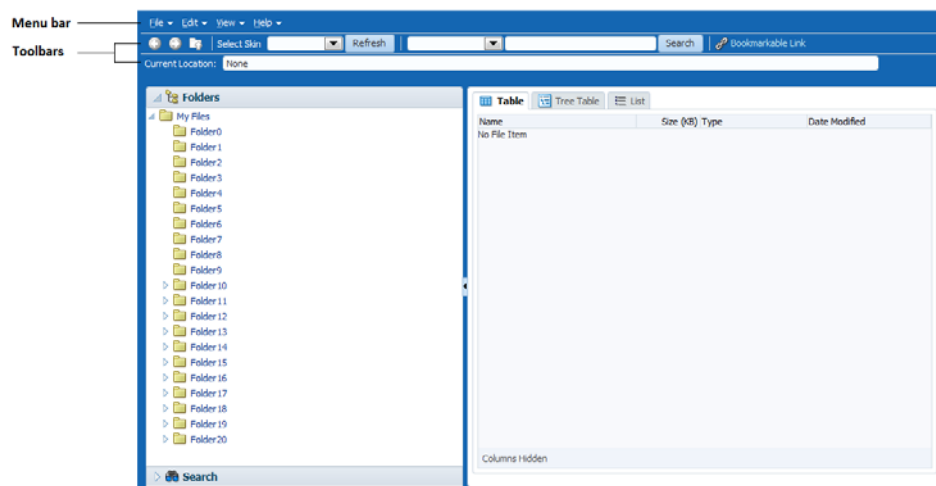 Menu bar
File Edit View Help
Toolbars
Select Skin Refresh Search Bookmarkable Link
Current Location: None
Folders
My Files
Folder0
Folder1
Folder2
Folder3
Folder4
Folder5
Folder6
Folder7
Folder8
Folder9
Folder10
Folder11
Folder12
Folder13
Folder14
Folder15
Folder16
Folder17
Folder18
Folder19
Folder20
Search
Table Tree Table List
Name Size (KB) Type Date Modified
No File Item
Columns Hidden